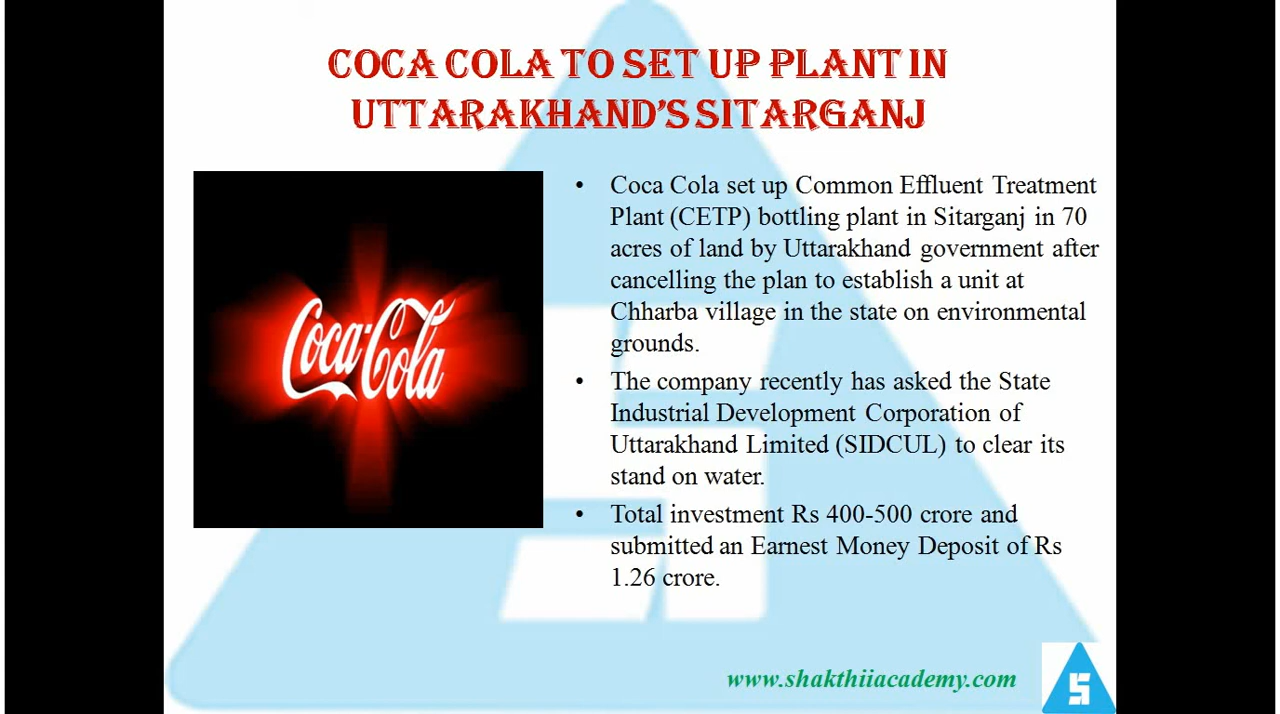 COCA COLA TO SET UP PLANT IN
UTTARAKHAND'S SITARGANJ
Coca-Cola
• Coca Cola set up Common Effluent Treatment
Plant (CETP) bottling plant in Sitarganj in 70
acres of land by Uttarakhand government after
cancelling the plan to establish a unit at
Chharba village in the state on environmental
grounds.
• The company recently has asked the State
Industrial Development Corporation of
Uttarakhand Limited (SIDCUL) to clear its
stand on water.
• Total investment Rs 400-500 crore and
submitted an Earnest Money Deposit of Rs
1.26 crore.
www.shakthiiacademy.com
S